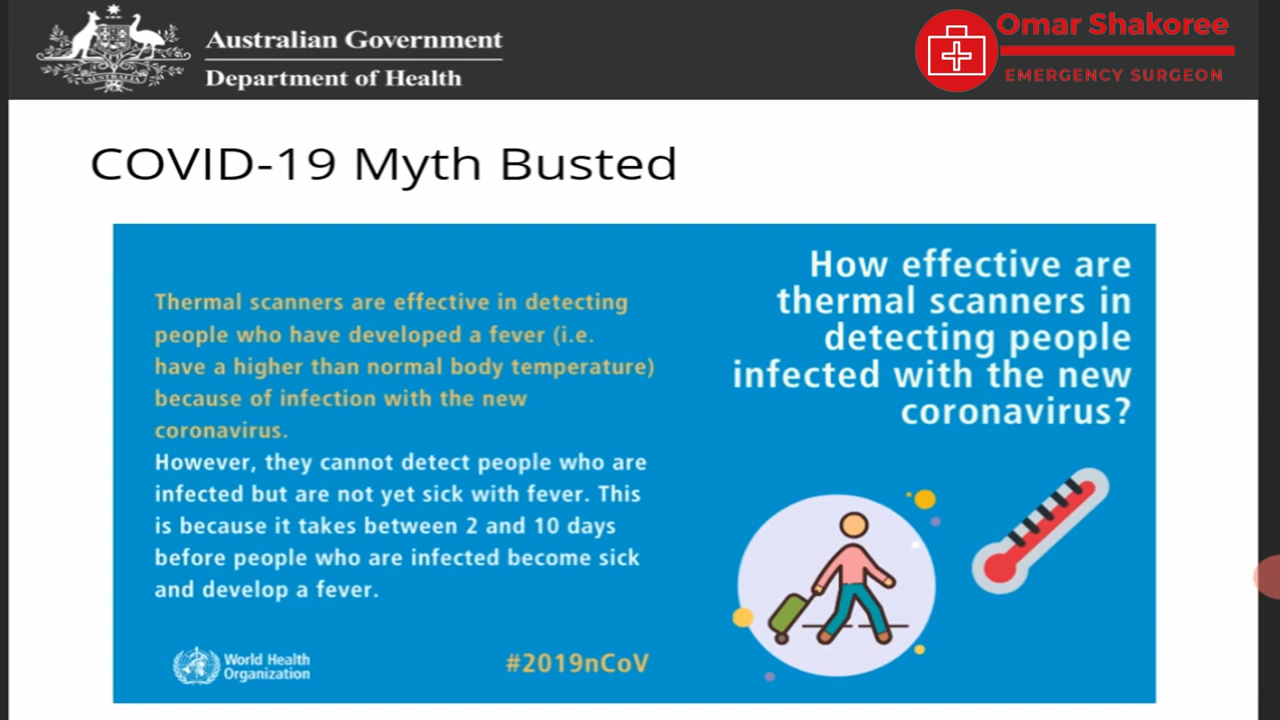 Australian Government
Department of Health
Omar Shakoree
EMERGENCY SURGEON
COVID-19 Myth Busted
How effective are
thermal scanners in
detecting people
infected with the new
coronavirus?
Thermal scanners are effective in detecting
people who have developed a fever (i.e.
have a higher than normal body temperature)
because of infection with the new
coronavirus.
However, they cannot detect people who are
infected but are not yet sick with fever. This
is because it takes between 2 and 10 days
before people who are infected become sick
and develop a fever.
World Health
Organization
#2019nCoV